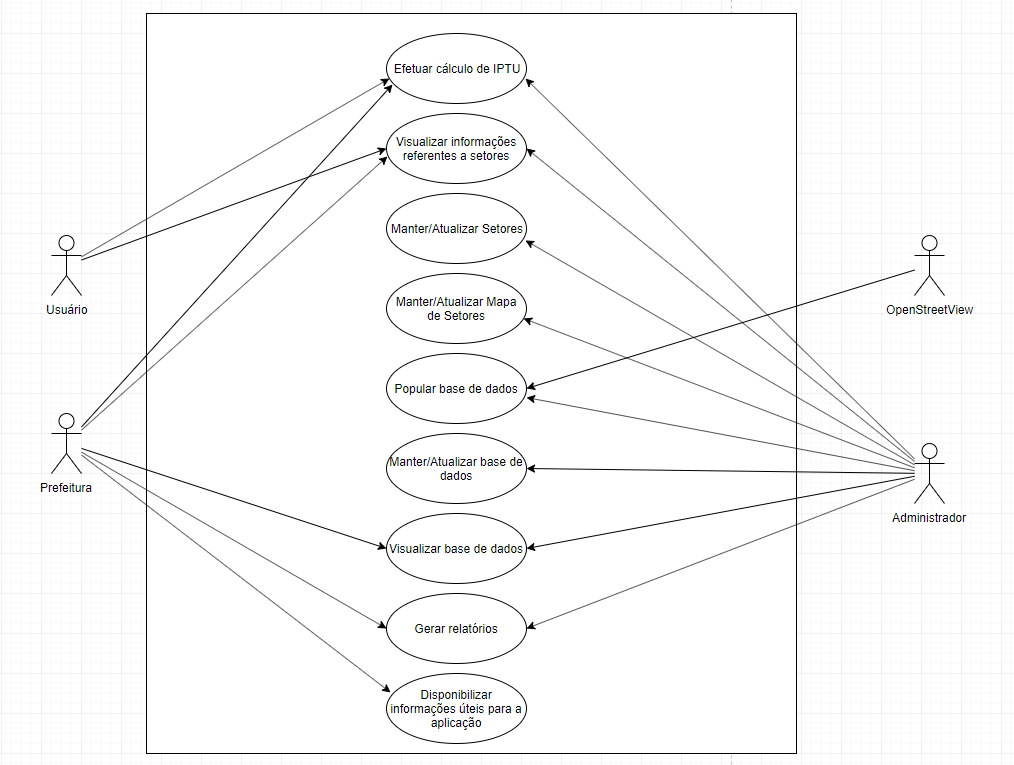 Efetuar cálculo de IPTU
Visualizar informações
referentes a setores
Manter/Atualizar Setores
Usuário
OpenStreetView
Manter/Atualizar Mapa
de Setores
Popular base de dados
Manter/Atualizar base de
dados
Prefeitura
Administrador
Visualizar base de dados
Gerar relatórios
Disponibilizar
informações úteis para a
aplicação